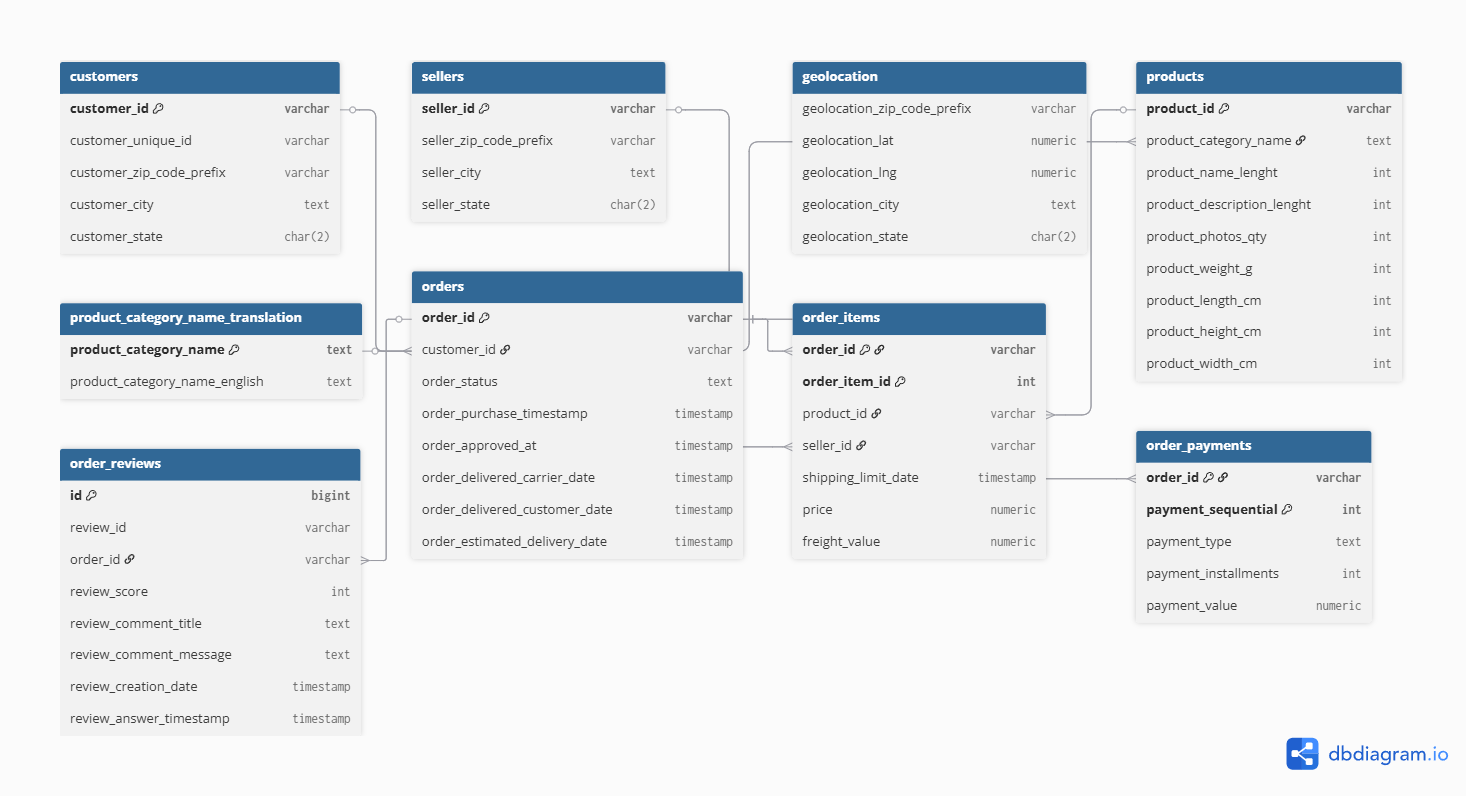 customers
customer_id varchar
customer_unique_id varchar
customer_zip_code_prefix varchar
customer_city text
customer_state char(2)
sellers
seller_id varchar
seller_zip_code_prefix varchar
seller_city text
seller_state char(2)
geolocation
geolocation_zip_code_prefix varchar
geolocation_lat numeric
geolocation_lng numeric
geolocation_city text
geolocation_state char(2)
products
product_id varchar
product_category_name text
product_name_lenght int
product_description_lenght int
product_photos_qty int
product_weight_g int
product_length_cm int
product_height_cm int
product_width_cm int
product_category_name_translation
product_category_name text
product_category_name_english text
orders
order_id varchar
customer_id varchar
order_status text
order_purchase_timestamp timestamp
order_approved_at timestamp
order_delivered_carrier_date timestamp
order_delivered_customer_date timestamp
order_estimated_delivery_date timestamp
order_items
order_id varchar
order_item_id int
product_id varchar
seller_id varchar
shipping_limit_date timestamp
price numeric
freight_value numeric
order_reviews
id bigint
review_id varchar
order_id varchar
review_score int
review_comment_title text
review_comment_message text
review_creation_date timestamp
review_answer_timestamp timestamp
order_payments
order_id varchar
payment_sequential int
payment_type text
payment_installments int
payment_value numeric
dbdiagram.io